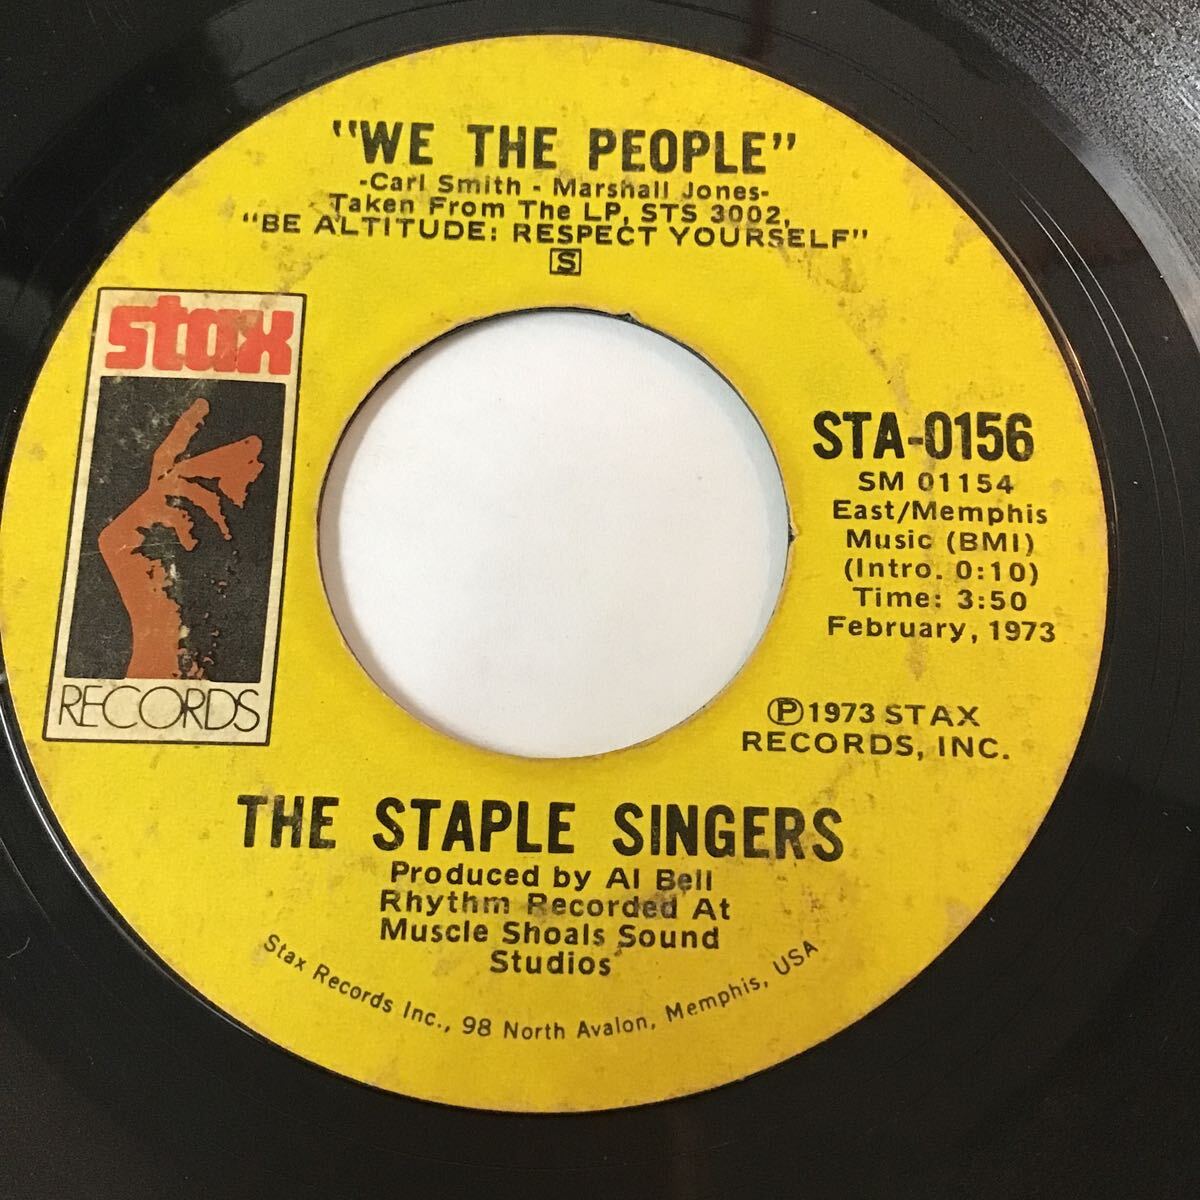 "WE THE PEOPLE"
-Carl Smith - Marshall Jones-
Taken From The LP, STS 3002,
"BE ALTITUDE: RESPECT YOURSELF"
S
stax
RECORDS
STA-0156
SM 01154
East/Memphis
Music (BMI)
(Intro. 0:10)
Time: 3:50
February, 1973
Ⓟ1973 STAX
RECORDS, INC.
THE STAPLE SINGERS
Produced by Al Bell
Rhythm Recorded At
Muscle Shoals Sound
Studios
Stax Records Inc., 98 North Avalon, Memphis, USA